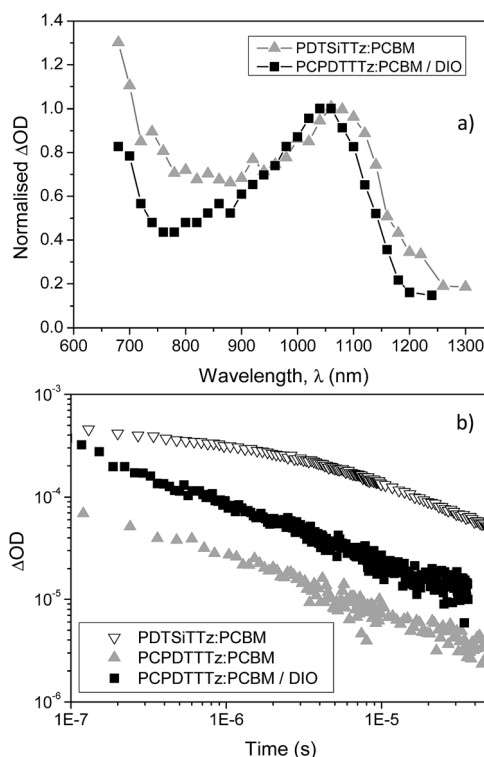 a)
PDTSiTTz:PCBM
PCPDTTTz:PCBM / DIO
Normalised ΔOD
1.4
1.2
1.0
0.8
0.6
0.4
0.2
0.0
600 700 800 900 1000 1100 1200 1300
Wavelength, λ (nm)
b)
ΔOD
10⁻³
10⁻⁴
10⁻⁵
10⁻⁶
PDTSiTTz:PCBM
PCPDTTTz:PCBM
PCPDTTTz:PCBM / DIO
1E-7 1E-6 1E-5
Time (s)